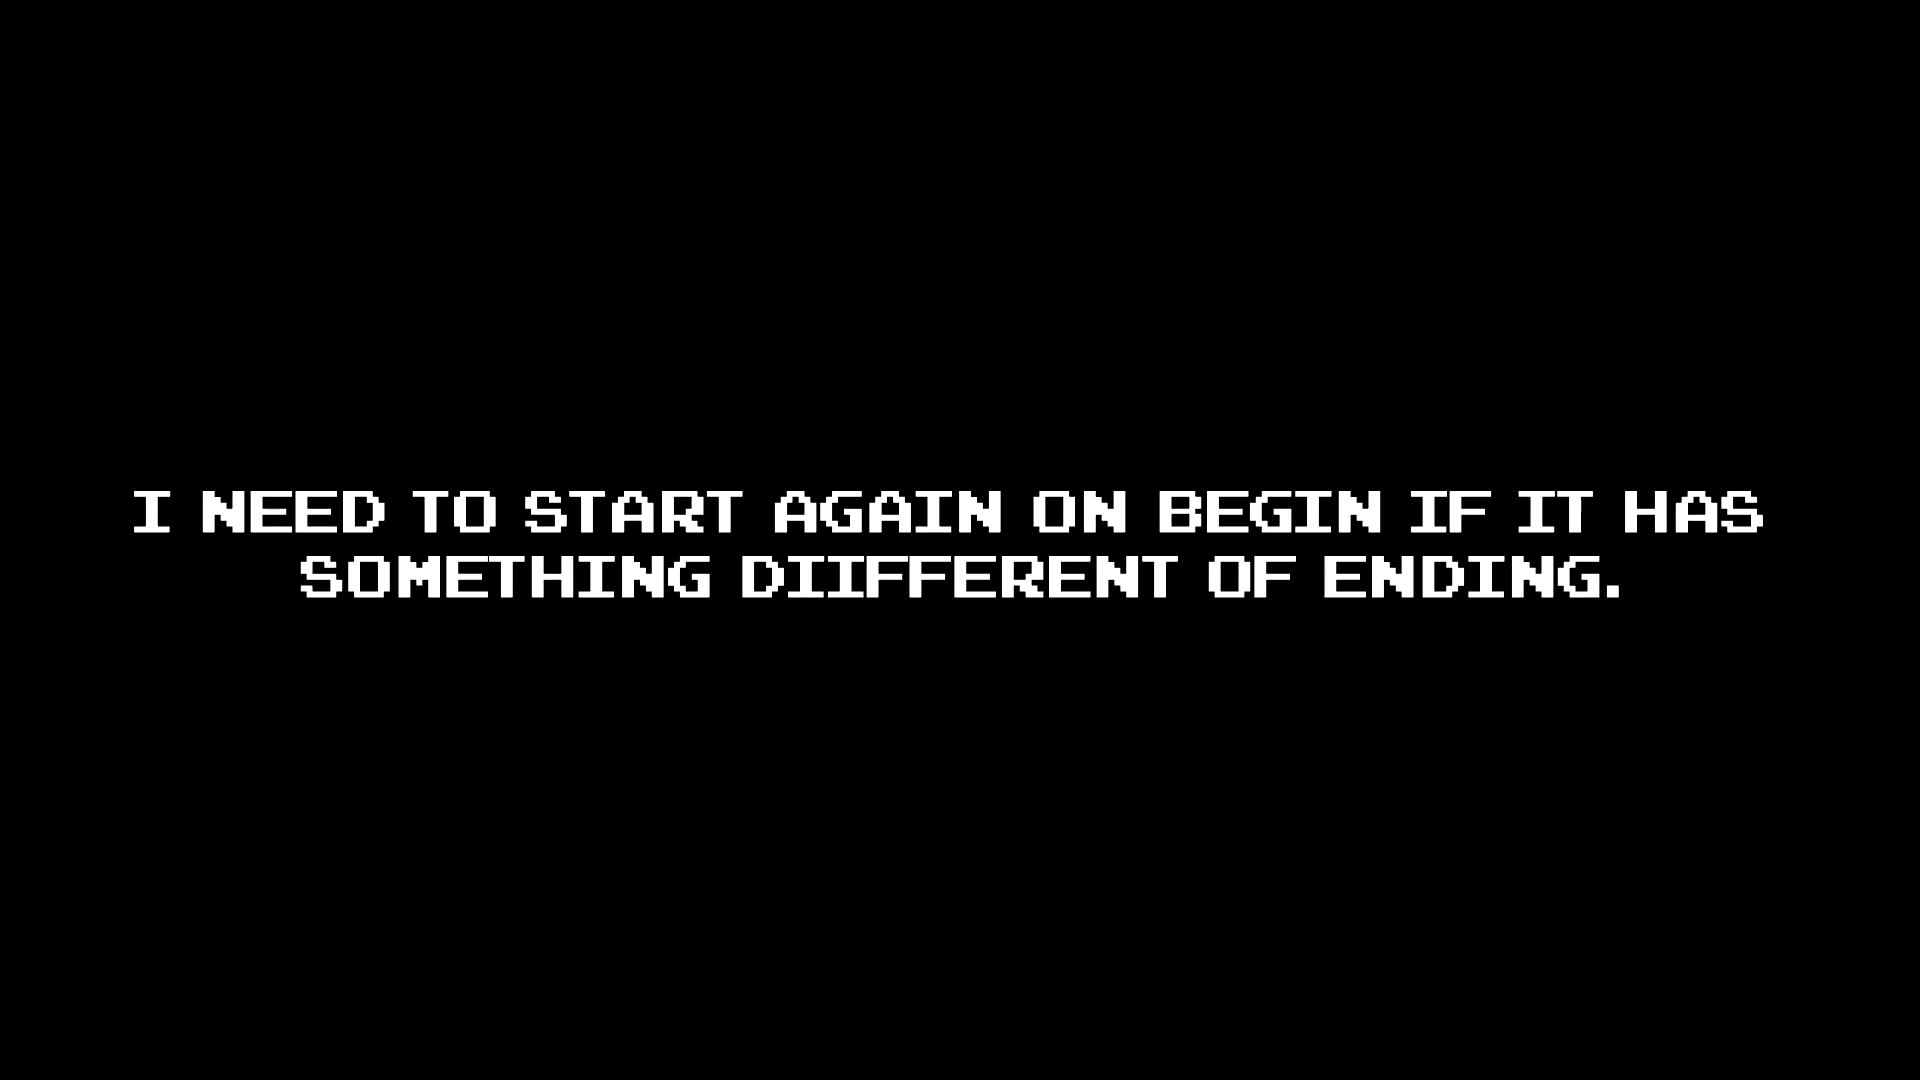 I NEED TO START AGAIN ON BEGIN IF IT HAS
SOMETHING DIIFFERENT OF ENDING.